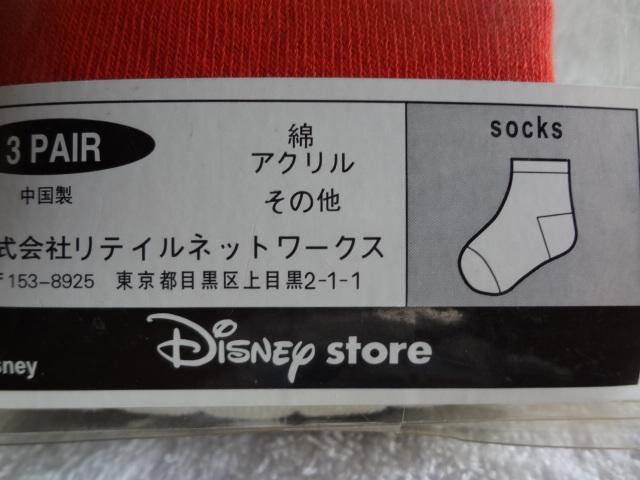 3 PAIR
中国製
綿
アクリル
その他
式会社リテイルネットワークス
〒153-8925 東京都目黒区上目黒2-1-1
socks
Disney store
sney